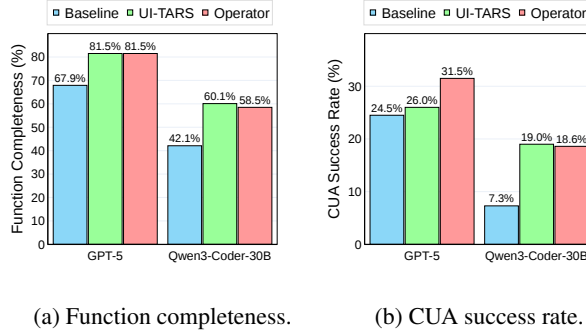 Baseline UI-TARS Operator
Function Completeness (%)
80
70
60
50
40
30
20
10
0
67.9%
81.5%
81.5%
42.1%
60.1%
58.5%
GPT-5
Qwen3-Coder-30B
(a) Function completeness.
Baseline UI-TARS Operator
CUA Success Rate (%)
30
20
10
0
24.5%
26.0%
31.5%
7.3%
19.0%
18.6%
GPT-5
Qwen3-Coder-30B
(b) CUA success rate.